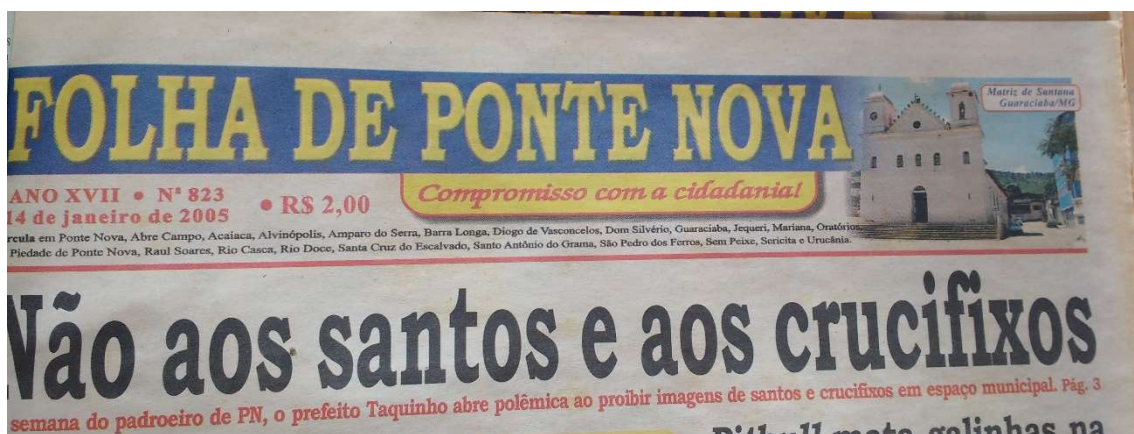 FOLHA DE PONTE NOVA
Matriz de Santana
Guaraciaba/MG
ANO XVII • Nº 823
14 de janeiro de 2005
• R$ 2,00
Compromisso com a cidadania!
rcula em Ponte Nova, Abre Campo, Acaiaca, Alvinópolis, Amparo do Serra, Barra Longa, Diogo de Vasconcelos, Dom Silvério, Guaraciaba, Jequeri, Mariana, Oratórios,
Piedade de Ponte Nova, Raul Soares, Rio Casca, Rio Doce, Santa Cruz do Escalvado, Santo Antônio do Grama, São Pedro dos Ferros, Sem Peixe, Sericita e Urucânia.
Não aos santos e aos crucifixos
semana do padroeiro de PN, o prefeito Taquinho abre polêmica ao proibir imagens de santos e crucifixos em espaço municipal. Pág. 3
Pitbull mata galinhas na